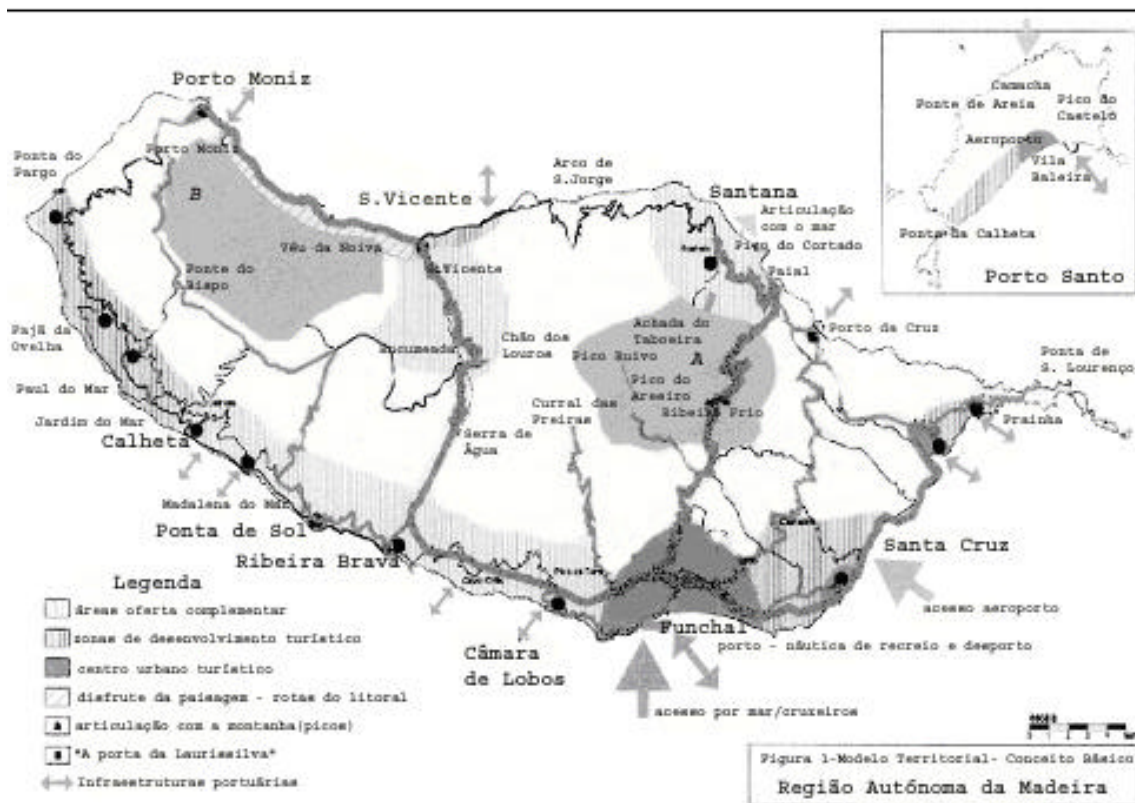 Porto Moniz
Porto Moniz
Ponta do
Pargo
B
S.Vicente
Arco de
S.Jorge
Santana
Articulação
com o mar
Pico do Cortado
Faial
Véu da Noiva
S.Vicente
Ponte do
Bispo
Pajã da
Ovelha
Encumeada
Chão dos
Louros
Achada do
Taboeira
Pico Ruivo
A
Pico do
Areeiro
Ribeiro Frio
Porto da Cruz
Ponta de
S. Lourenço
Prainha
Paul do Mar
Jardim do Mar
Calheta
Curral das
Freiras
Serra de
Água
Madalena do Mar
Ponta de Sol
Ribeira Brava
Câmara
de Lobos
Funchal
Santa Cruz
acesso aeroporto
porto - náutica de recreio e desporto
acesso por mar/cruzeiros
Camacha
Ponte de Areia
Pico do
Castelo
Aeroporto
Vila
Baleira
Ponta da Calheta
Porto Santo
Legenda
áreas oferta complementar
zonas de desenvolvimento turístico
centro urbano turístico
disfrute da paisagem - rotas do litoral
articulação com a montanha(picos)
"A porta da Laurissilva"
Infraestruturas portuárias
Figura 1-Modelo Territorial- Conceito Básico
Região Autónoma da Madeira